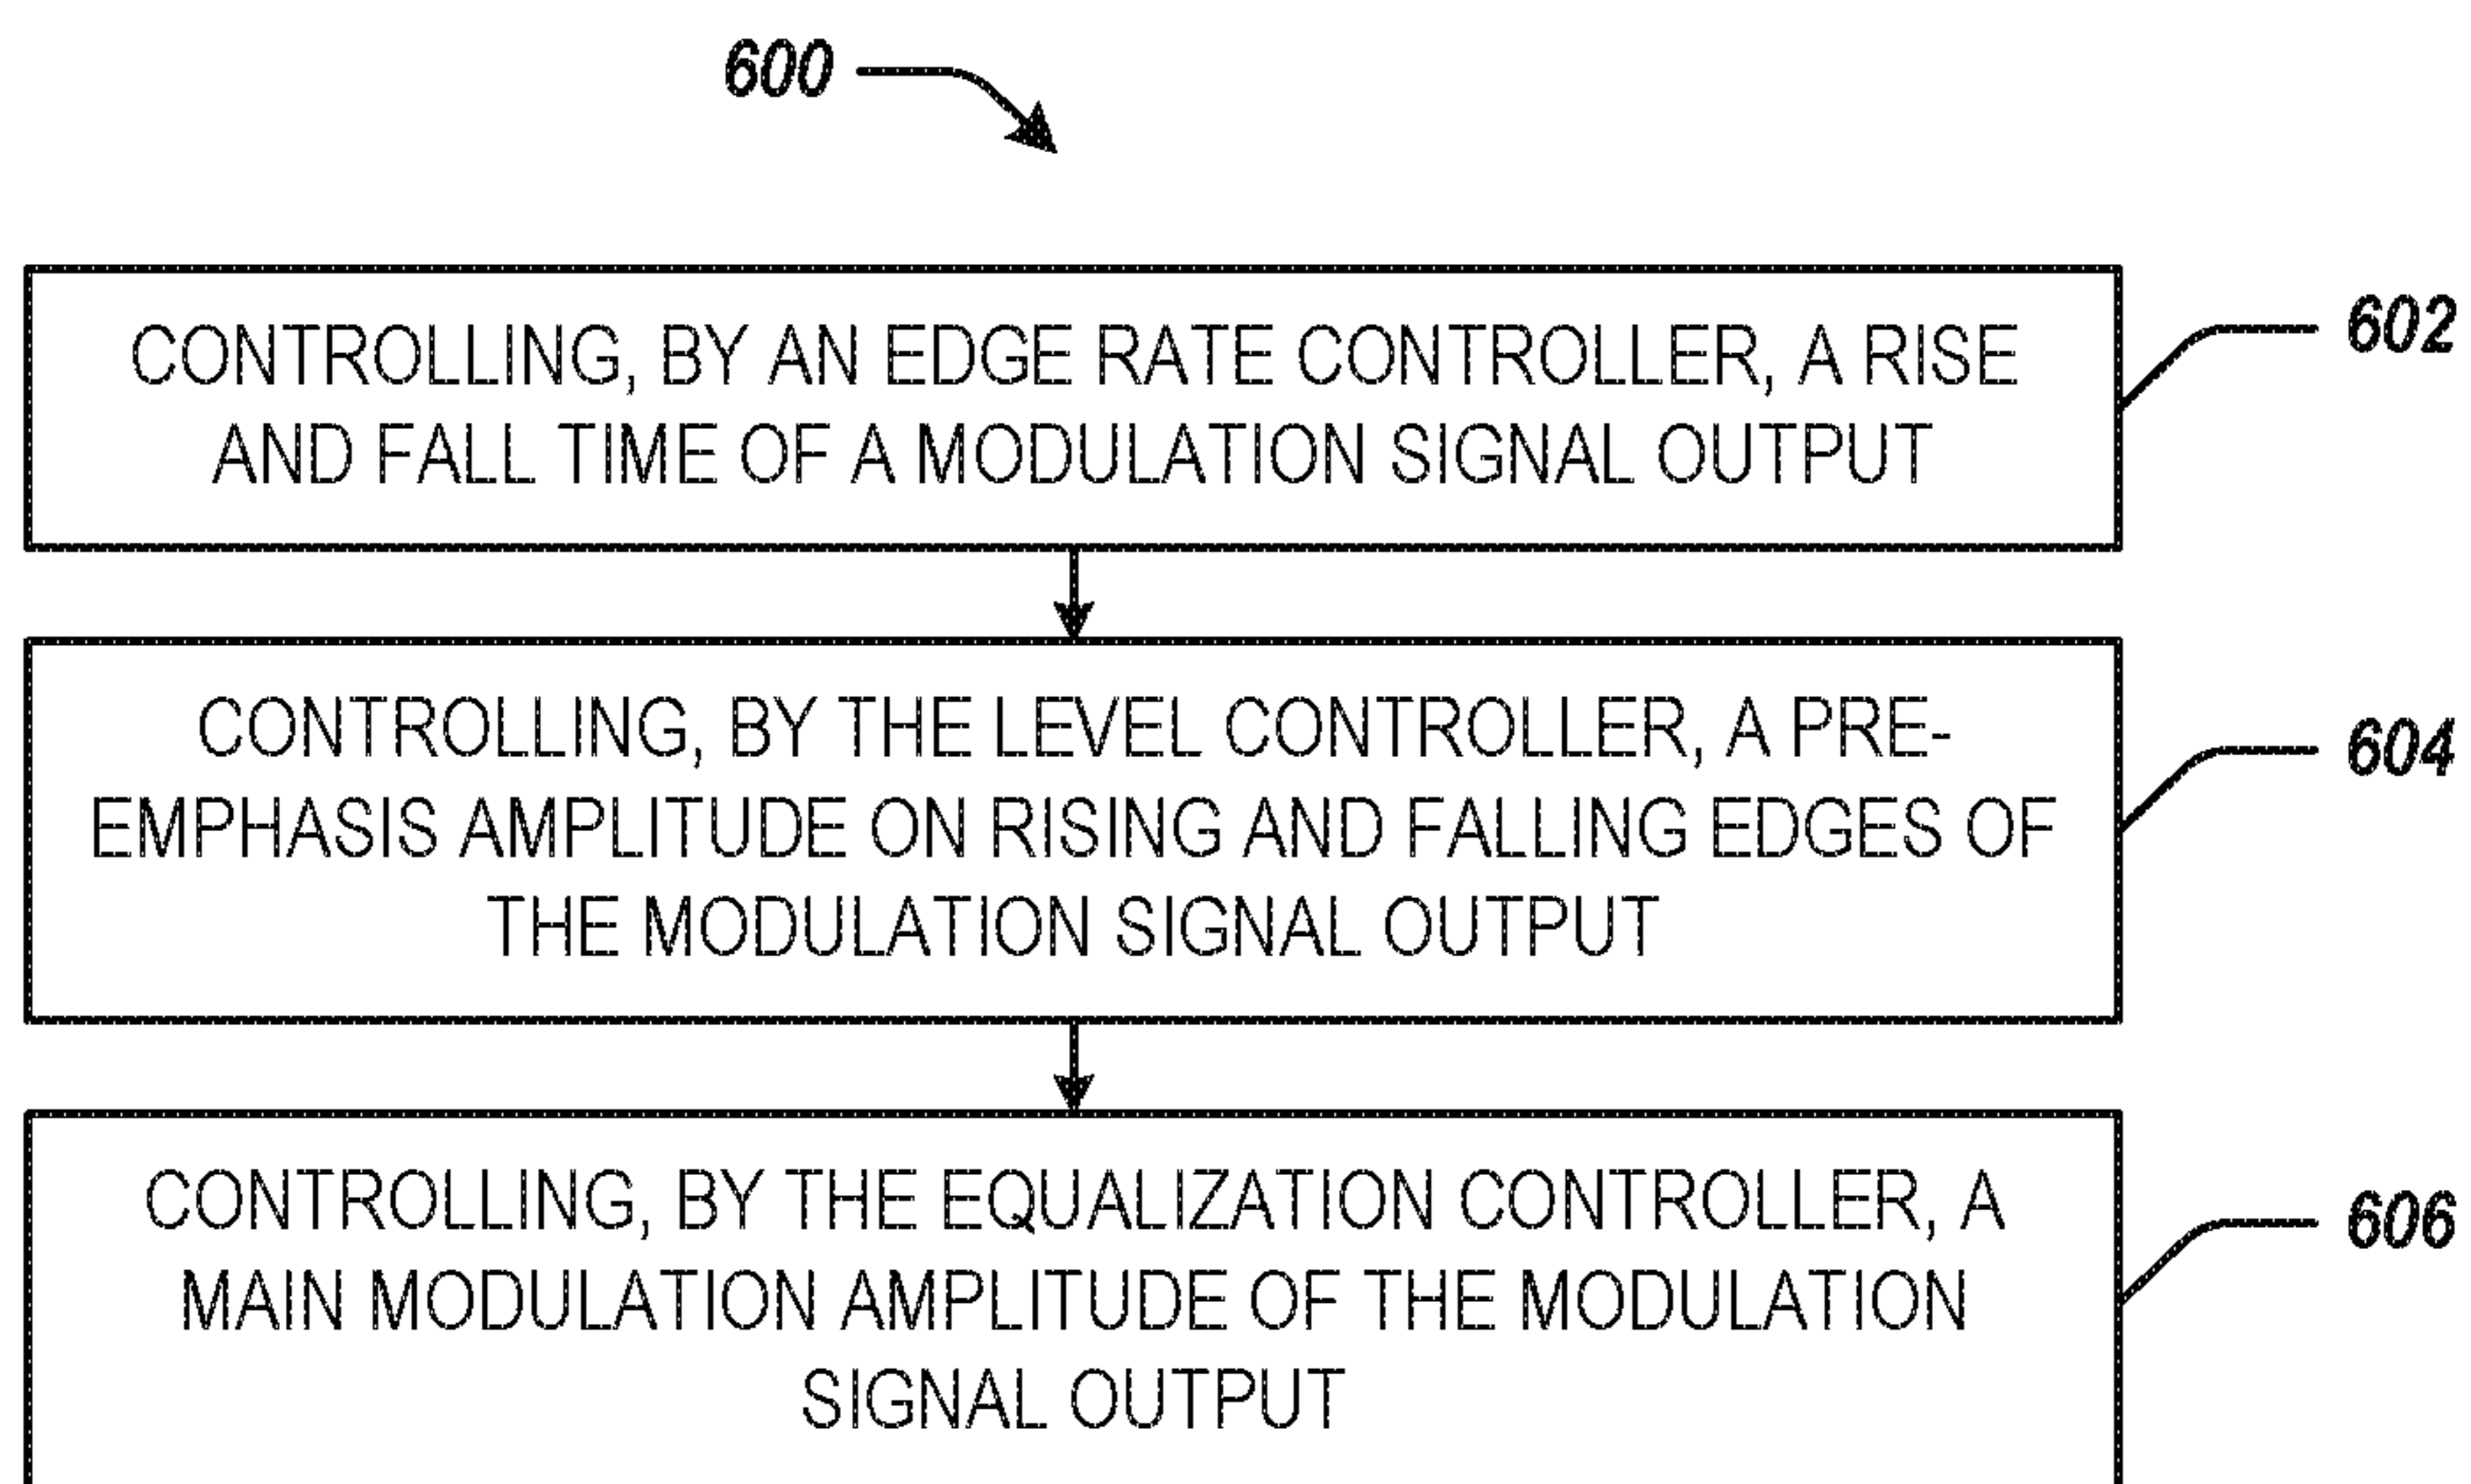 600
CONTROLLING, BY AN EDGE RATE CONTROLLER, A RISE
AND FALL TIME OF A MODULATION SIGNAL OUTPUT
602
CONTROLLING, BY THE LEVEL CONTROLLER, A PRE-
EMPHASIS AMPLITUDE ON RISING AND FALLING EDGES OF
THE MODULATION SIGNAL OUTPUT
604
CONTROLLING, BY THE EQUALIZATION CONTROLLER, A
MAIN MODULATION AMPLITUDE OF THE MODULATION
SIGNAL OUTPUT
606